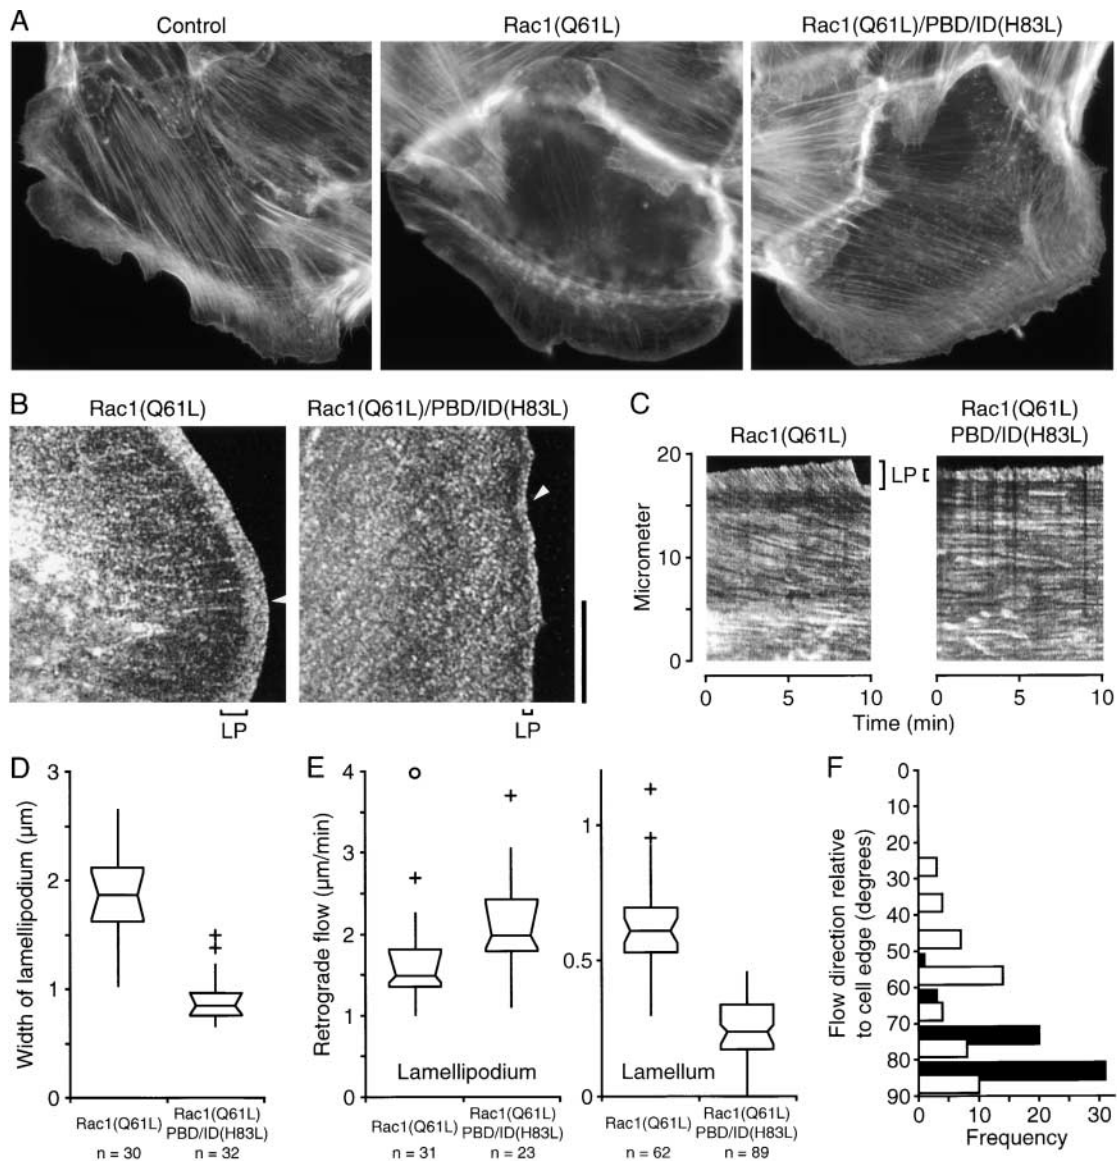 A
Control
Rac1(Q61L)
Rac1(Q61L)/PBD/ID(H83L)
B
Rac1(Q61L)
Rac1(Q61L)/PBD/ID(H83L)
LP
LP
C
Rac1(Q61L)
Rac1(Q61L)
PBD/ID(H83L)
Micrometer
20
10
0
LP
0
5
10
0
5
10
Time (min)
D
Width of lamellipodium (µm)
3
2
1
0
Rac1(Q61L)
n = 30
Rac1(Q61L)
PBD/ID(H83L)
n = 32
E
Retrograde flow (µm/min)
4
3
2
1
0
Lamellipodium
Rac1(Q61L)
n = 31
Rac1(Q61L)
PBD/ID(H83L)
n = 23
1
0.5
0
Lamellum
Rac1(Q61L)
n = 62
Rac1(Q61L)
PBD/ID(H83L)
n = 89
F
Flow direction relative
to cell edge (degrees)
0
10
20
30
40
50
60
70
80
90
0
10
20
30
Frequency